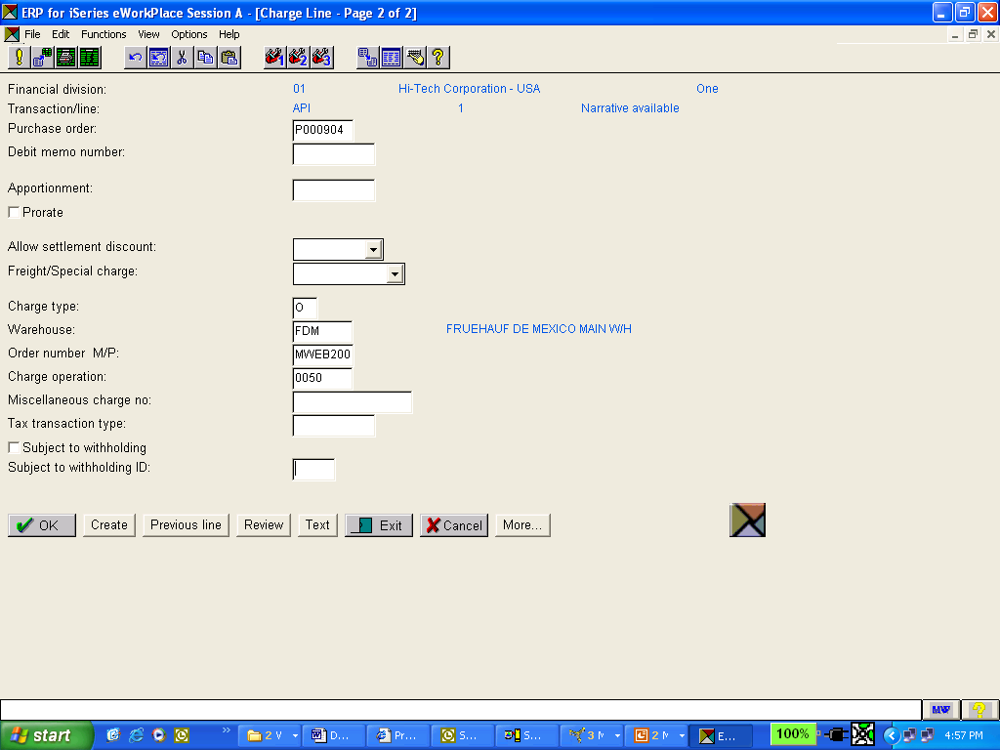 ERP for iSeries eWorkPlace Session A - [Charge Line - Page 2 of 2]
File Edit Functions View Options Help
1 2 3
Financial division: 01 Hi-Tech Corporation - USA One
Transaction/line: API 1 Narrative available
Purchase order: P000904
Debit memo number:
Apportionment:
Prorate
Allow settlement discount:
Freight/Special charge:
Charge type: O
Warehouse: FDM FRUEHAUF DE MEXICO MAIN W/H
Order number M/P: MWEB200
Charge operation: 0050
Miscellaneous charge no:
Tax transaction type:
Subject to withholding
Subject to withholding ID:
OK Create Previous line Review Text Exit Cancel More...
MW ?
start » 2 V D... Pr... S... S... 3 M 2 M E... 100% 4:57 PM